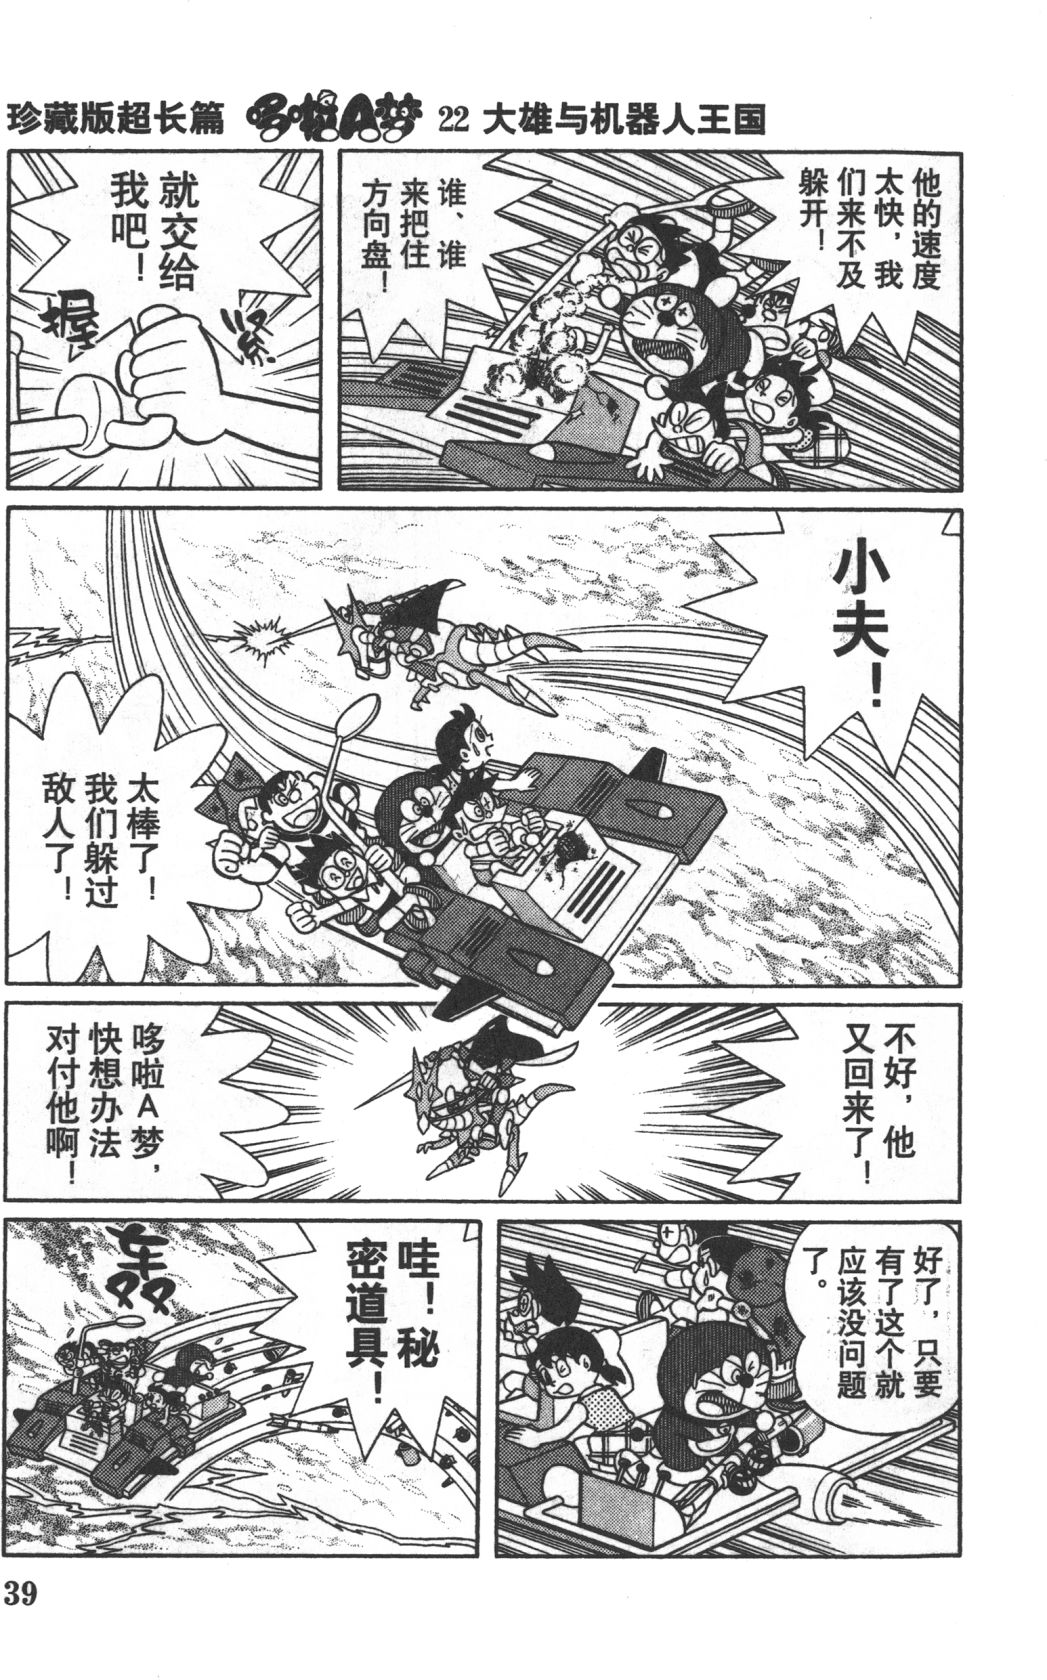 珍藏版超长篇 哆啦A梦 22 大雄与机器人王国
他的速度
太快，我
们来不及
躲开！
谁、谁
来把住
方向盘！
就交给
我吧！
握
紧
小夫！
太棒了！
我们躲过
敌人了！
不好，他
又回来了！
哆啦A梦，
快想办法
对付他啊！
好了，只要
有了这个就
应该没问题
了。
哇！秘
密道具！
轰
39